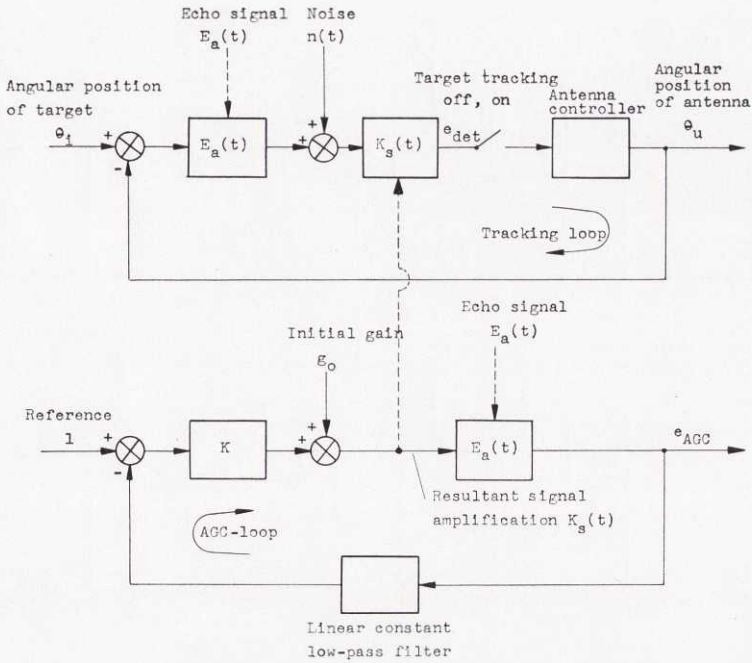 Echo signal
E_a(t)
Noise
n(t)
Angular position
of target
Θ_i
+
-
E_a(t)
+
+
K_s(t)
e_det
Target tracking
off, on
Antenna
controller
Angular
position
of antenna
Θ_u
Tracking loop
Echo signal
E_a(t)
Initial gain
g_o
Reference
1
+
-
K
+
+
E_a(t)
e_AGC
Resultant signal
amplification K_s(t)
AGC-loop
Linear constant
low-pass filter